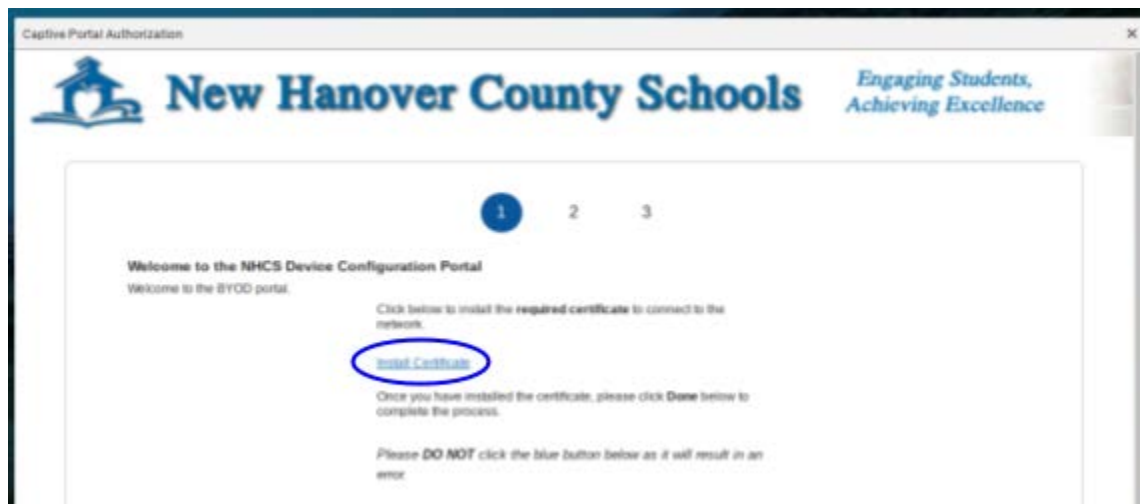 Captive Portal Authorization
New Hanover County Schools
Engaging Students,
Achieving Excellence
1 2 3
Welcome to the NHCS Device Configuration Portal
Welcome to the BYOD portal.
Click below to install the required certificate to connect to the
network.
Install Certificate
Once you have installed the certificate, please click Done below to
complete the process.
Please DO NOT click the blue button below as it will result in an
error